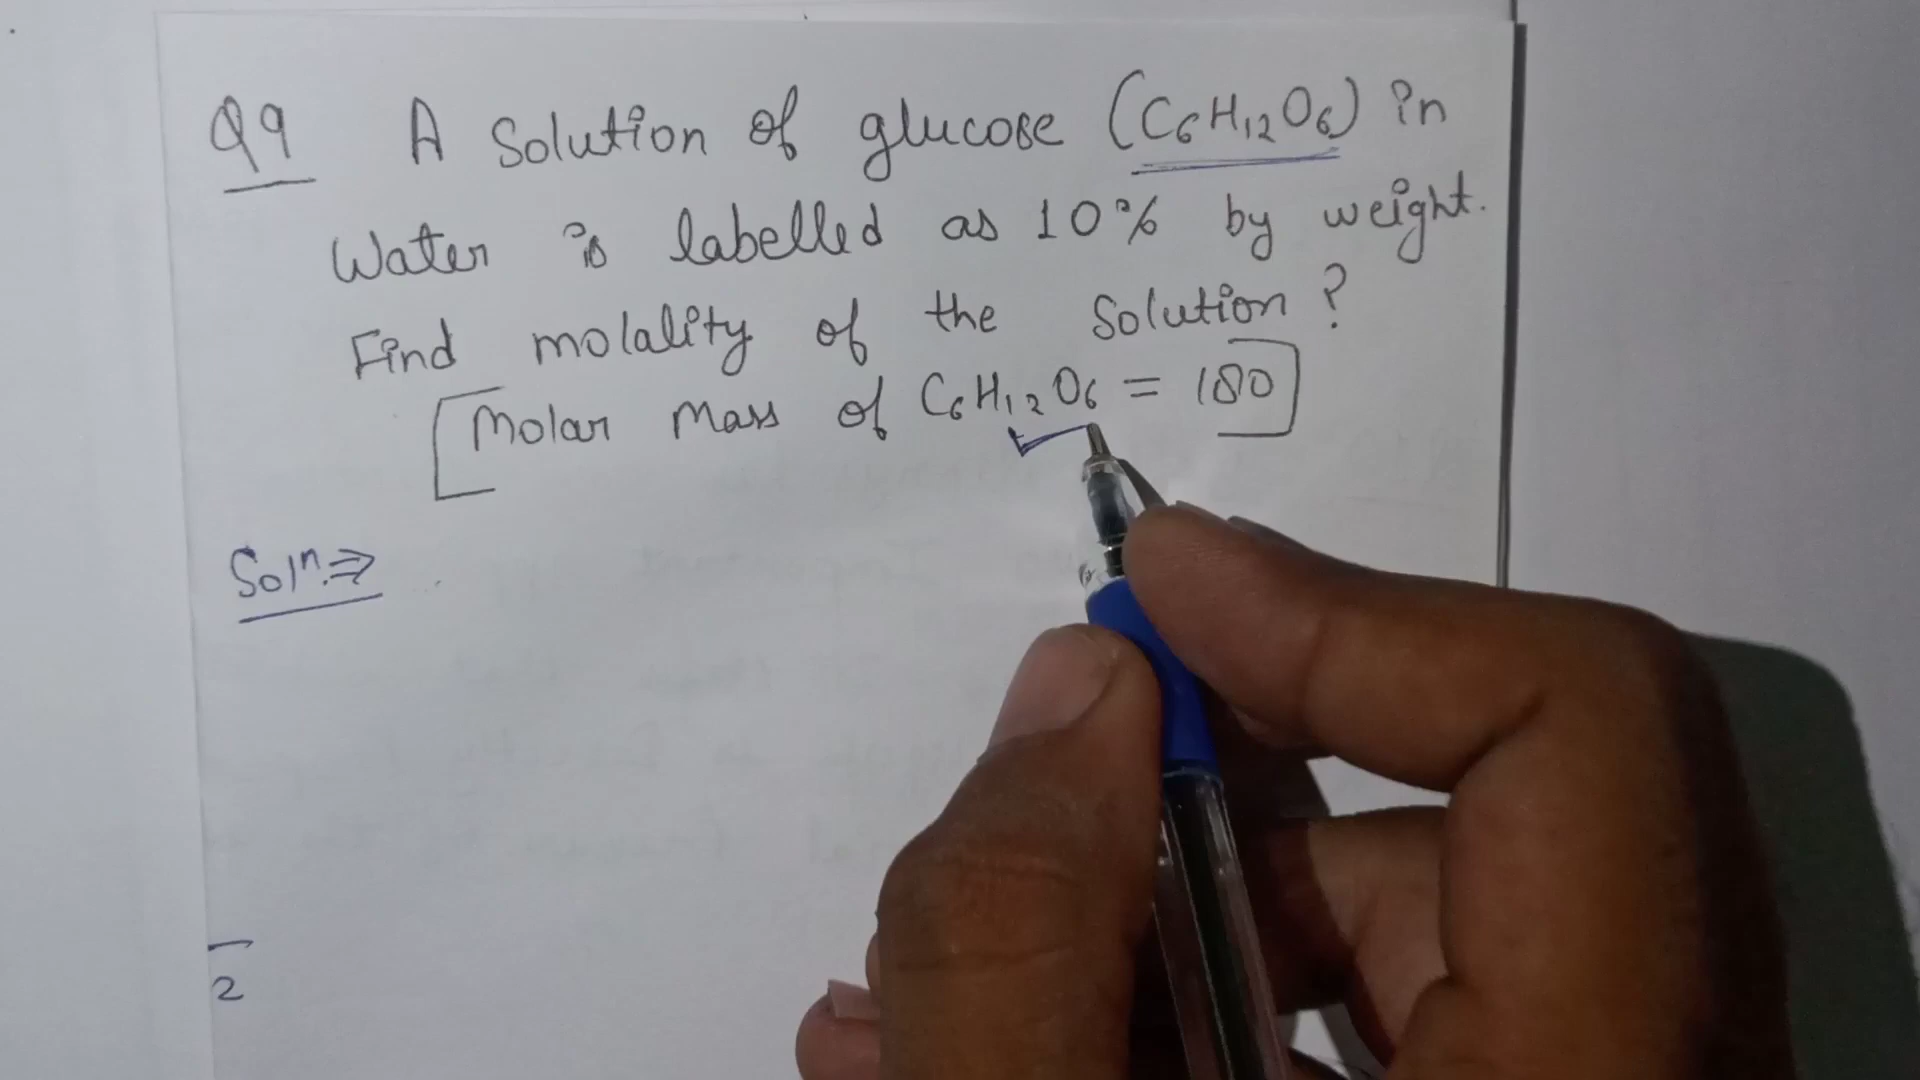 Q9 A Solution of glucose (C₆H₁₂O₆) in
Water is labelled as 10% by weight.
Find molality of the Solution?
[Molar Mass of C₆H₁₂O₆ = 180]
Solⁿ.⇒
2